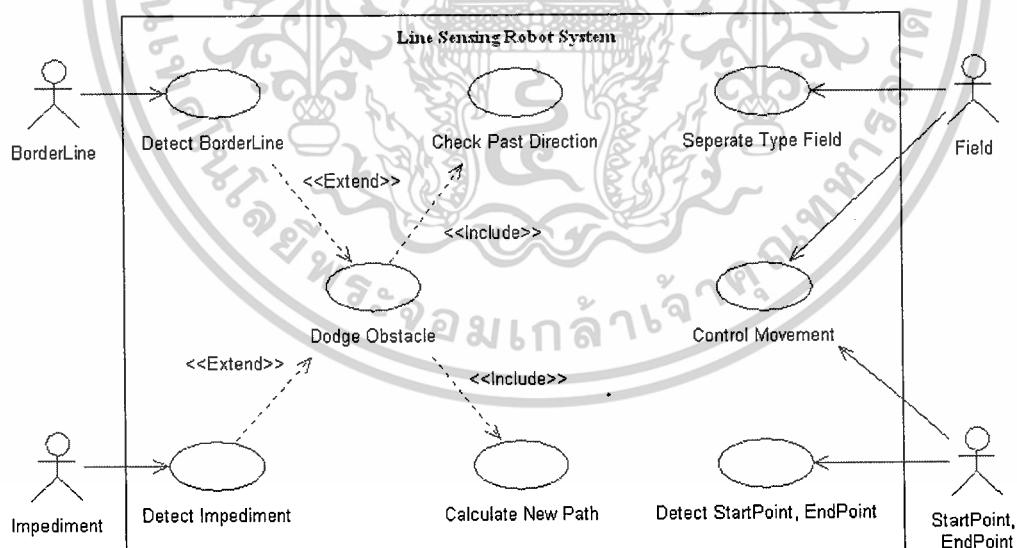 Line Sensing Robot System
BorderLine
Detect BorderLine
Check Past Direction
Seperate Type Field
Field
<<Extend>>
<<Include>>
Dodge Obstacle
Control Movement
<<Extend>>
<<Include>>
Impediment
Detect Impediment
Calculate New Path
Detect StartPoint, EndPoint
StartPoint,
EndPoint